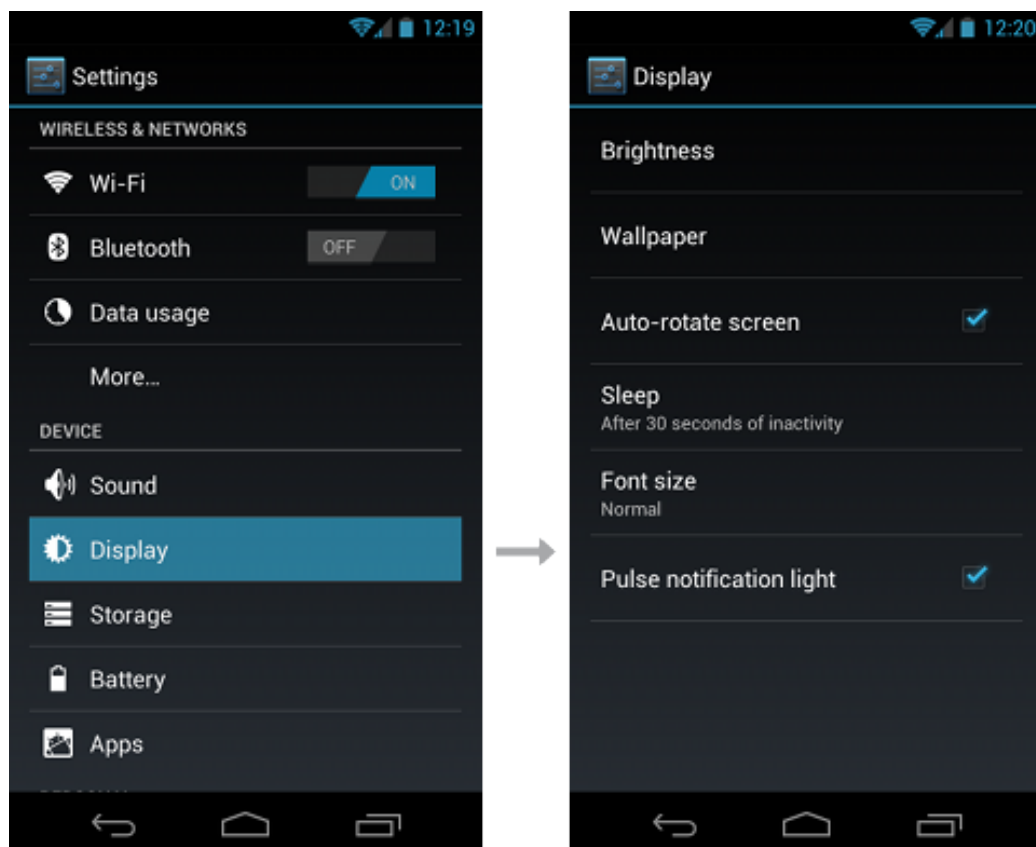 12:19
Settings
WIRELESS & NETWORKS
Wi-Fi ON
Bluetooth OFF
Data usage
More...
DEVICE
Sound
Display
Storage
Battery
Apps
12:20
Display
Brightness
Wallpaper
Auto-rotate screen
Sleep
After 30 seconds of inactivity
Font size
Normal
Pulse notification light